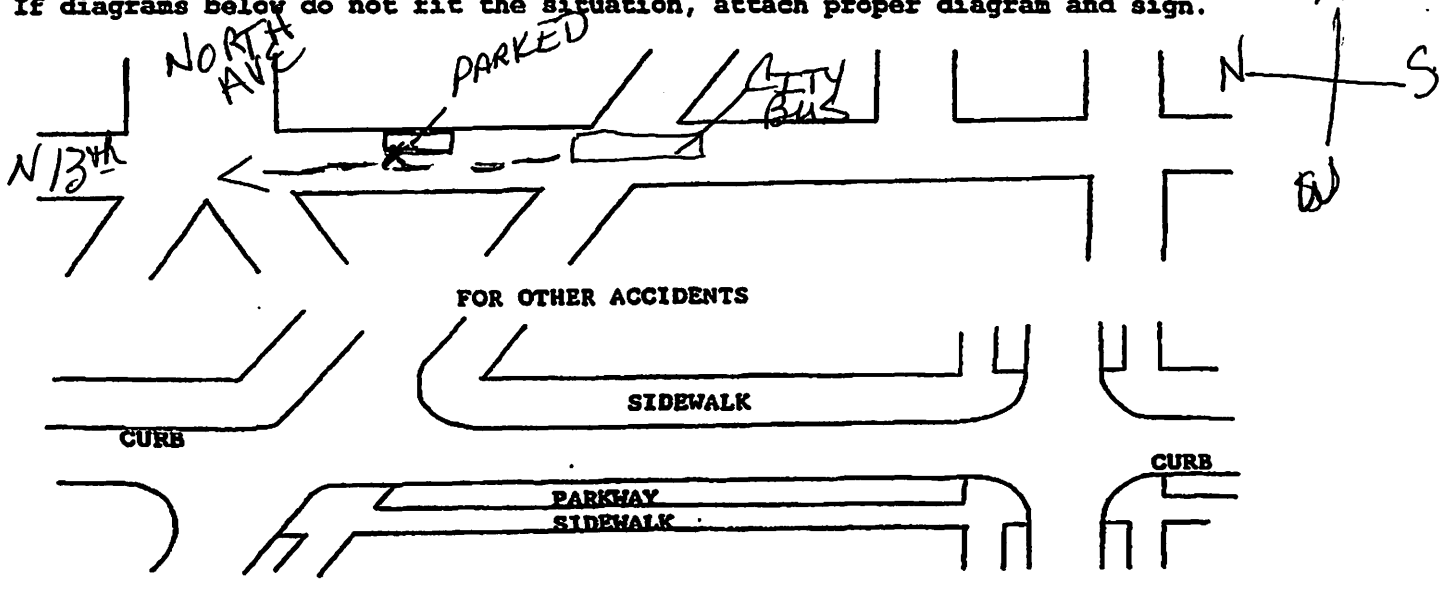 If diagrams below do not fit the situation, attach proper diagram and sign.
NORTH
AVE
PARKED
CITY
BUS
N
S
N 13th
W
FOR OTHER ACCIDENTS
SIDEWALK
CURB
CURB
PARKWAY
SIDEWALK